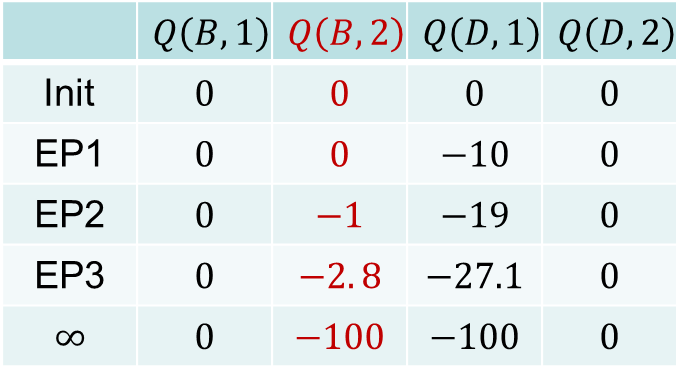 Q(B, 1) Q(B, 2) Q(D, 1) Q(D, 2)
Init 0 0 0 0
EP1 0 0 −10 0
EP2 0 −1 −19 0
EP3 0 −2.8 −27.1 0
∞ 0 −100 −100 0